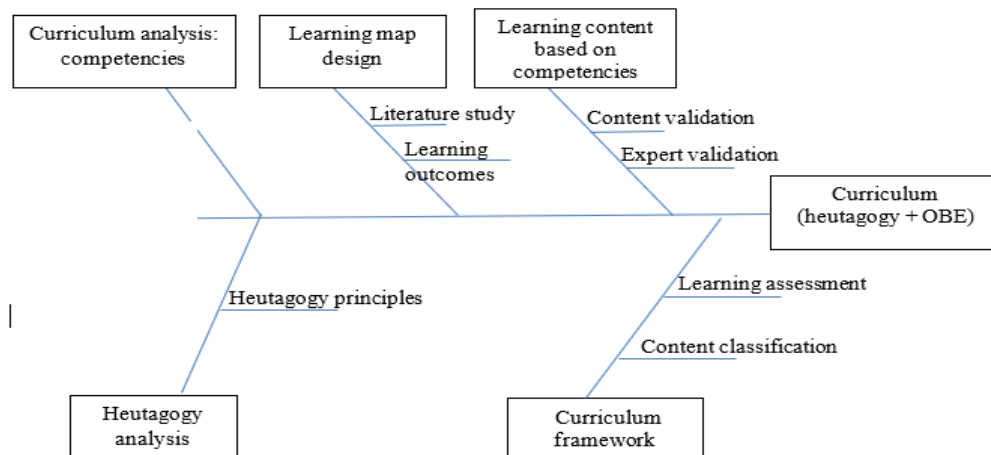 Curriculum analysis:
competencies
Learning map
design
Learning content
based on
competencies
Literature study
Learning
outcomes
Content validation
Expert validation
Curriculum
(heutagogy + OBE)
Heutagogy principles
Learning assessment
Content classification
Heutagogy
analysis
Curriculum
framework